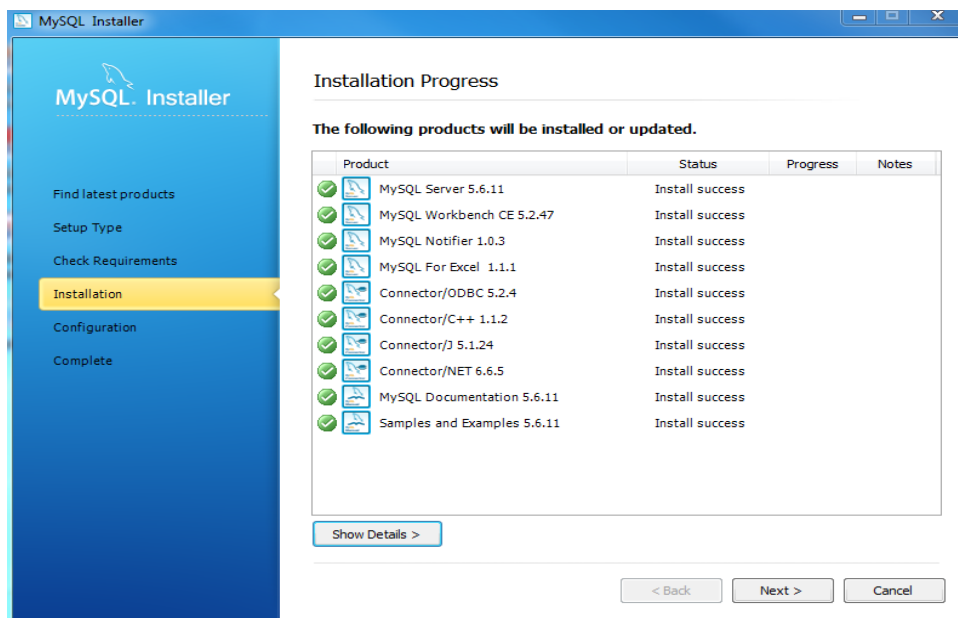 MySQL Installer
MySQL. Installer
Find latest products
Setup Type
Check Requirements
Installation
Configuration
Complete
Installation Progress
The following products will be installed or updated.
Product Status Progress Notes
MySQL Server 5.6.11 Install success
MySQL Workbench CE 5.2.47 Install success
MySQL Notifier 1.0.3 Install success
MySQL For Excel 1.1.1 Install success
Connector/ODBC 5.2.4 Install success
Connector/C++ 1.1.2 Install success
Connector/J 5.1.24 Install success
Connector/NET 6.6.5 Install success
MySQL Documentation 5.6.11 Install success
Samples and Examples 5.6.11 Install success
Show Details >
< Back Next > Cancel